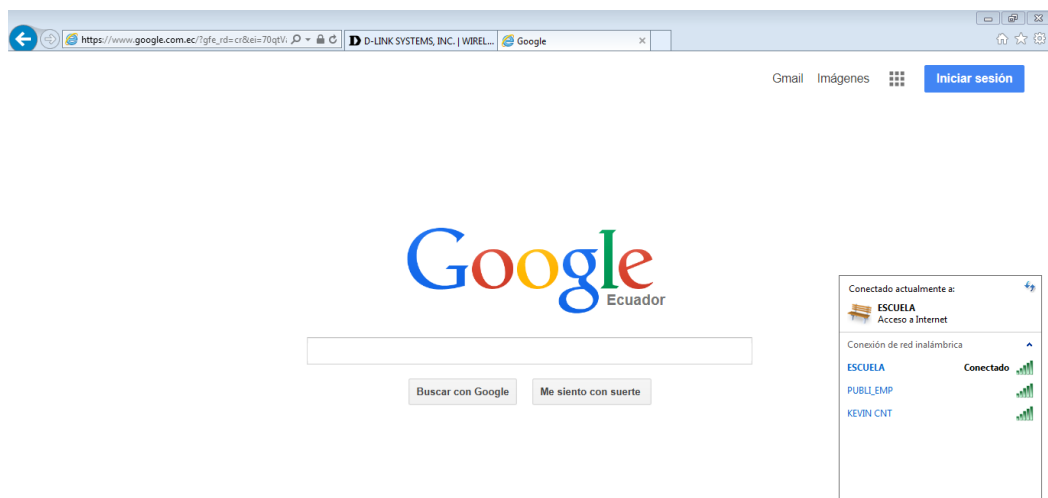 https://www.google.com.ec/?gfe_rd=cr&ei=70qtV
D-LINK SYSTEMS, INC. | WIREL...
Google
Gmail Imágenes Iniciar sesión
Google
Ecuador
Buscar con Google Me siento con suerte
Conectado actualmente a:
ESCUELA
Acceso a Internet
Conexión de red inalámbrica
ESCUELA Conectado
PUBLI_EMP
KEVIN CNT